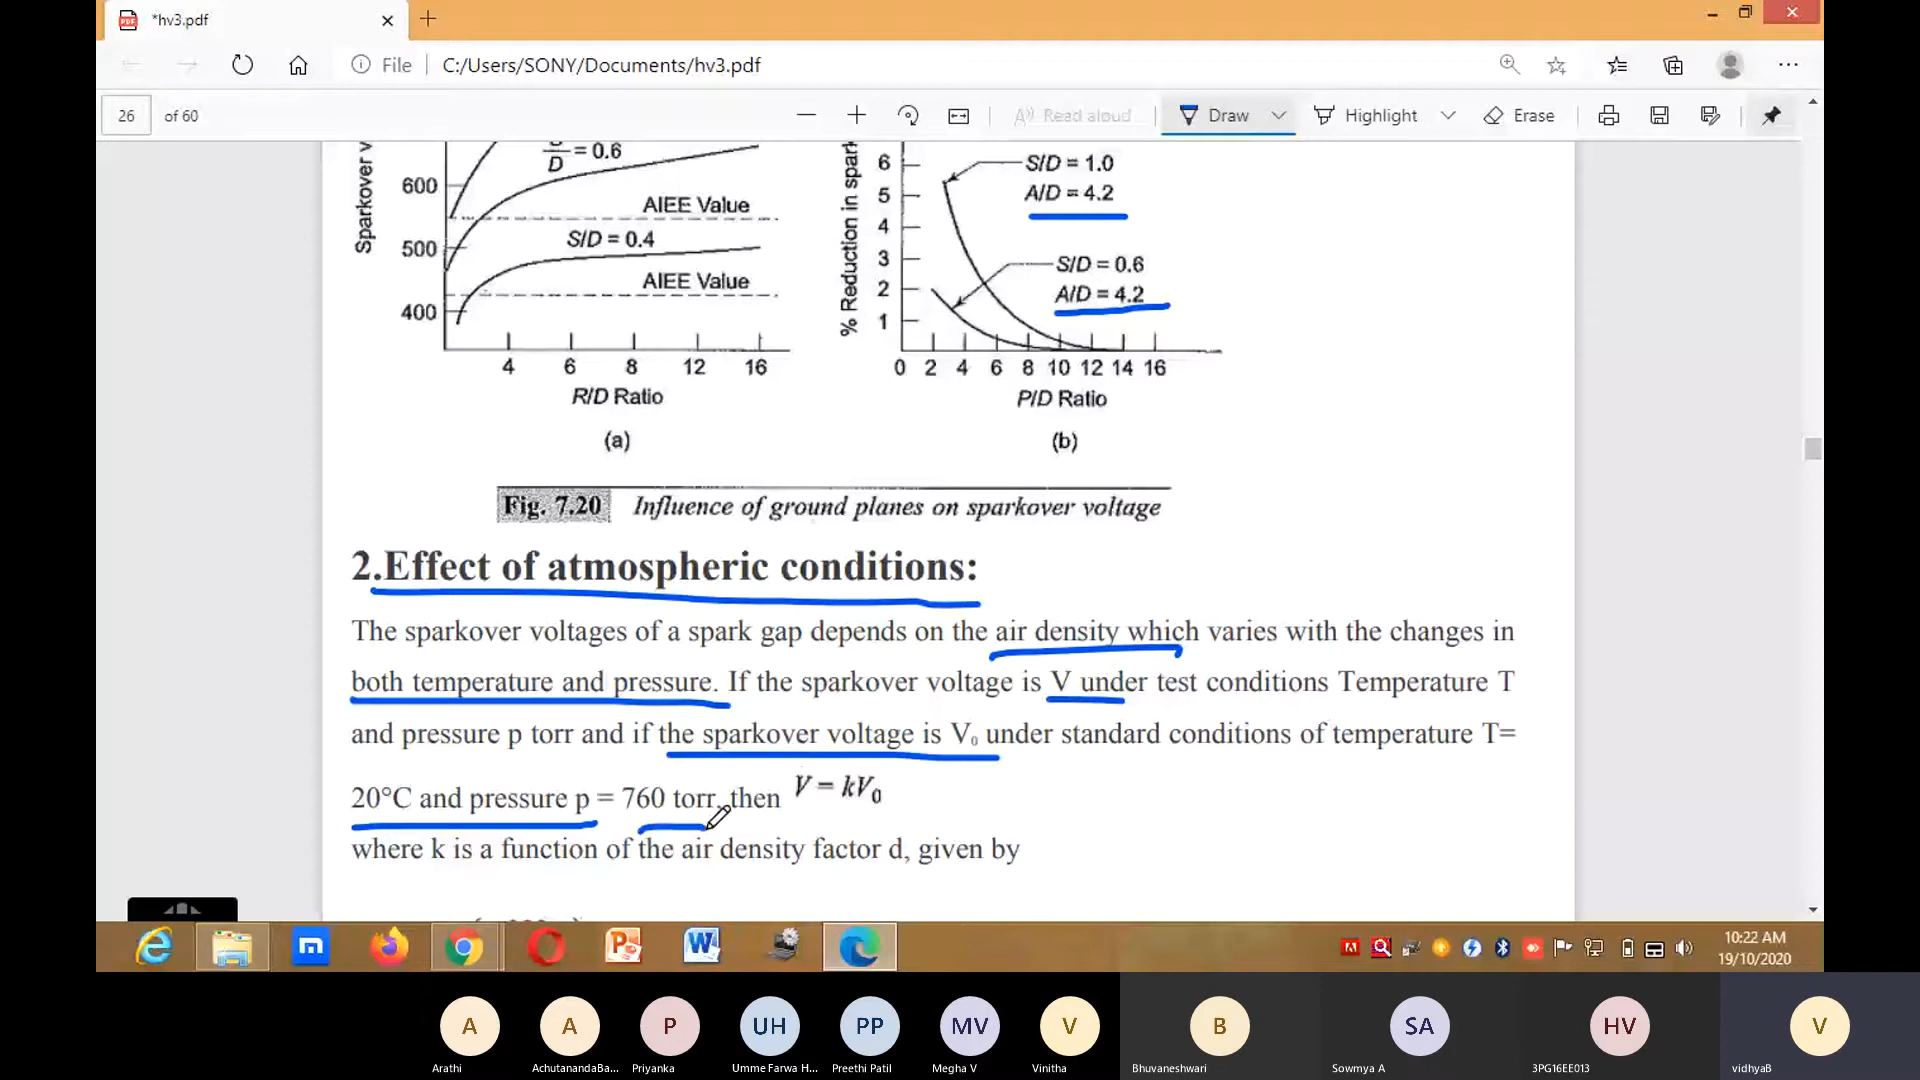 *hv3.pdf
File
C:/Users/SONY/Documents/hv3.pdf
26 of 60
Read aloud
Draw
Highlight
Erase
Sparkover v
600
500
400
D = 0.6
AIEE Value
S/D = 0.4
AIEE Value
4 6 8 12 16
R/D Ratio
(a)
% Reduction in spark
6
5
4
3
2
1
S/D = 1.0
A/D = 4.2
S/D = 0.6
A/D = 4.2
0 2 4 6 8 10 12 14 16
P/D Ratio
(b)
Fig. 7.20 Influence of ground planes on sparkover voltage
2.Effect of atmospheric conditions:
The sparkover voltages of a spark gap depends on the air density which varies with the changes in
both temperature and pressure. If the sparkover voltage is V under test conditions Temperature T
and pressure p torr and if the sparkover voltage is V₀ under standard conditions of temperature T=
20°C and pressure p = 760 torr, then V = kV₀
where k is a function of the air density factor d, given by
10:22 AM
19/10/2020
A A P UH PP MV V B SA HV V
Arathi AchutanandaBa... Priyanka Umme Farwa H... Preethi Patil Megha V Vinitha Bhuvaneshwari Sowmya A 3PG16EE013 vidhyaB